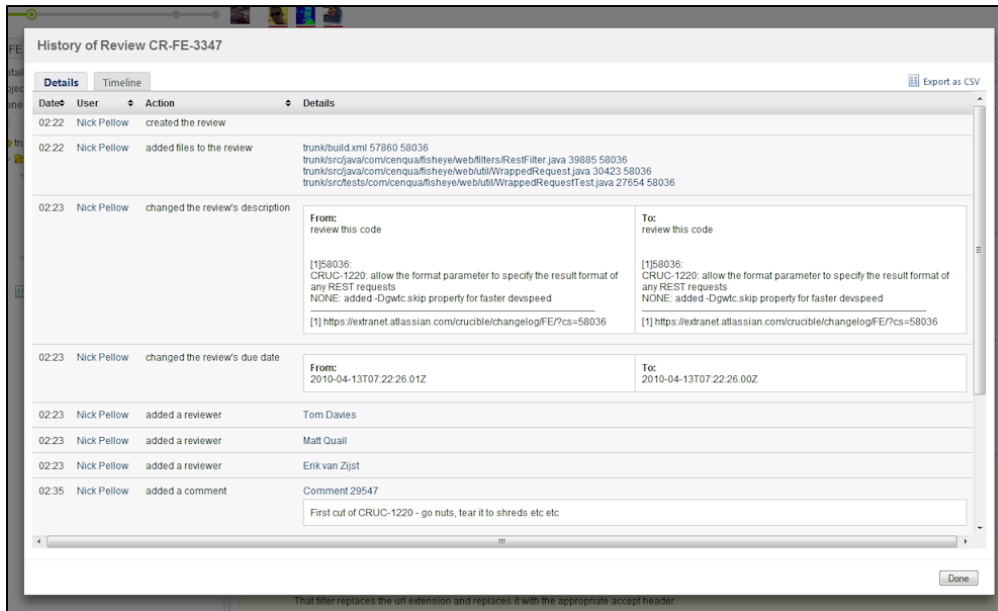 History of Review CR-FE-3347
Details Timeline Export as CSV
Date User Action Details
02:22 Nick Pellow created the review
02:22 Nick Pellow added files to the review trunk/build.xml 57860 58036
trunk/src/java/com/cenqua/fisheye/web/filters/RestFilter.java 39885 58036
trunk/src/java/com/cenqua/fisheye/web/util/WrappedRequest.java 30423 58036
trunk/src/tests/com/cenqua/fisheye/web/util/WrappedRequestTest.java 27654 58036
02:23 Nick Pellow changed the review's description
From: To:
review this code review this code
[1]58036: [1]58036:
CRUC-1220: allow the format parameter to specify the result format of CRUC-1220: allow the format parameter to specify the result format of
any REST requests any REST requests
NONE: added -Dgwtc.skip property for faster devspeed NONE: added -Dgwtc.skip property for faster devspeed
[1] https://extranet.atlassian.com/crucible/changelog/FE/?cs=58036 [1] https://extranet.atlassian.com/crucible/changelog/FE/?cs=58036
02:23 Nick Pellow changed the review's due date
From: To:
2010-04-13T07:22:26.01Z 2010-04-13T07:22:26.00Z
02:23 Nick Pellow added a reviewer Tom Davies
02:23 Nick Pellow added a reviewer Matt Quail
02:23 Nick Pellow added a reviewer Erik van Zijst
02:35 Nick Pellow added a comment Comment 29547
First cut of CRUC-1220 - go nuts, tear it to shreds etc etc
Done
That filter replaces the url extension and replaces it with the appropriate accept header.